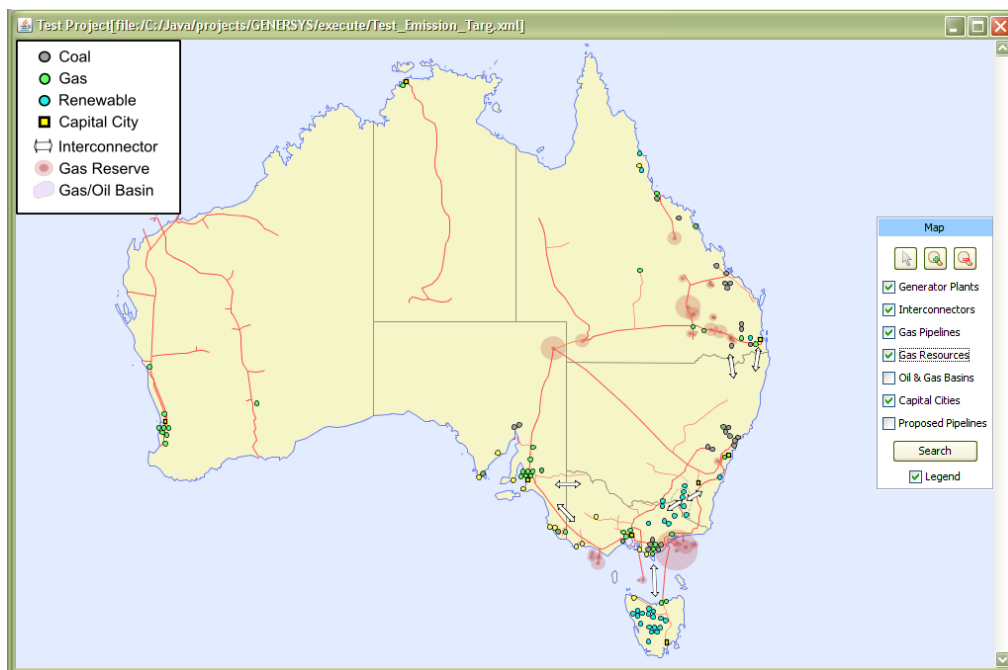 Test Project[file:/C:/Java/projects/GENERSYS/execute/Test_Emission_Targ.xml]
Coal
Gas
Renewable
Capital City
Interconnector
Gas Reserve
Gas/Oil Basin
Map
Generator Plants
Interconnectors
Gas Pipelines
Gas Resources
Oil & Gas Basins
Capital Cities
Proposed Pipelines
Search
Legend